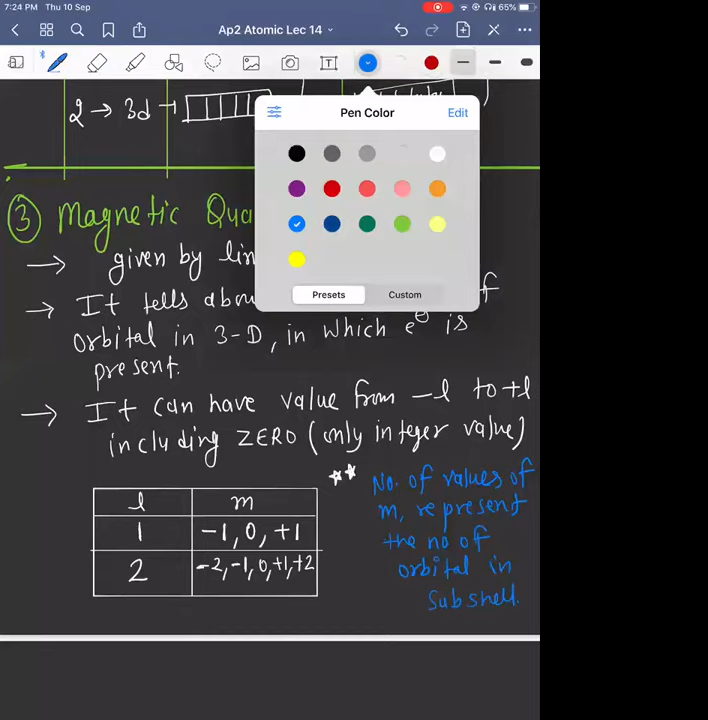 7:24 PM Thu 10 Sep
65%
Ap2 Atomic Lec 14
T
2 → 3d →
Pen Color
Edit
Presets
Custom
③ Magnetic
→ given by
→ It tells
orbital in 3-D, in which e⊖ is
present.
→ It can have value from -l to +l
including ZERO (only integer value)
** No. of values of
m, represent
the no of
orbital in
Subshell.
l m
1 -1, 0, +1
2 -2, -1, 0, +1, +2